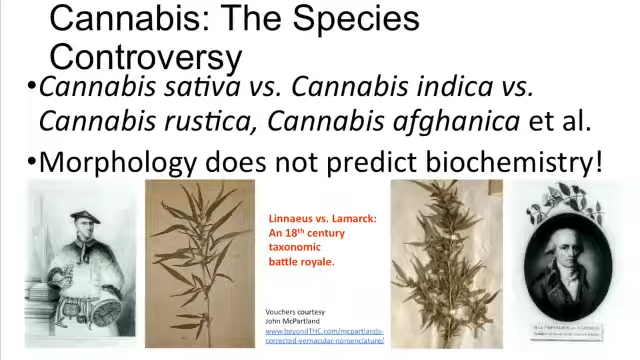 Cannabis: The Species
Controversy
•Cannabis sativa vs. Cannabis indica vs.
Cannabis rustica, Cannabis afghanica et al.
•Morphology does not predict biochemistry!
Linnaeus vs. Lamarck:
An 18th century
taxonomic
battle royale.
Vouchers courtesy
John McPartland
www.beyondTHC.com/mcpartlands-
corrected-vernacular-nomenclature/